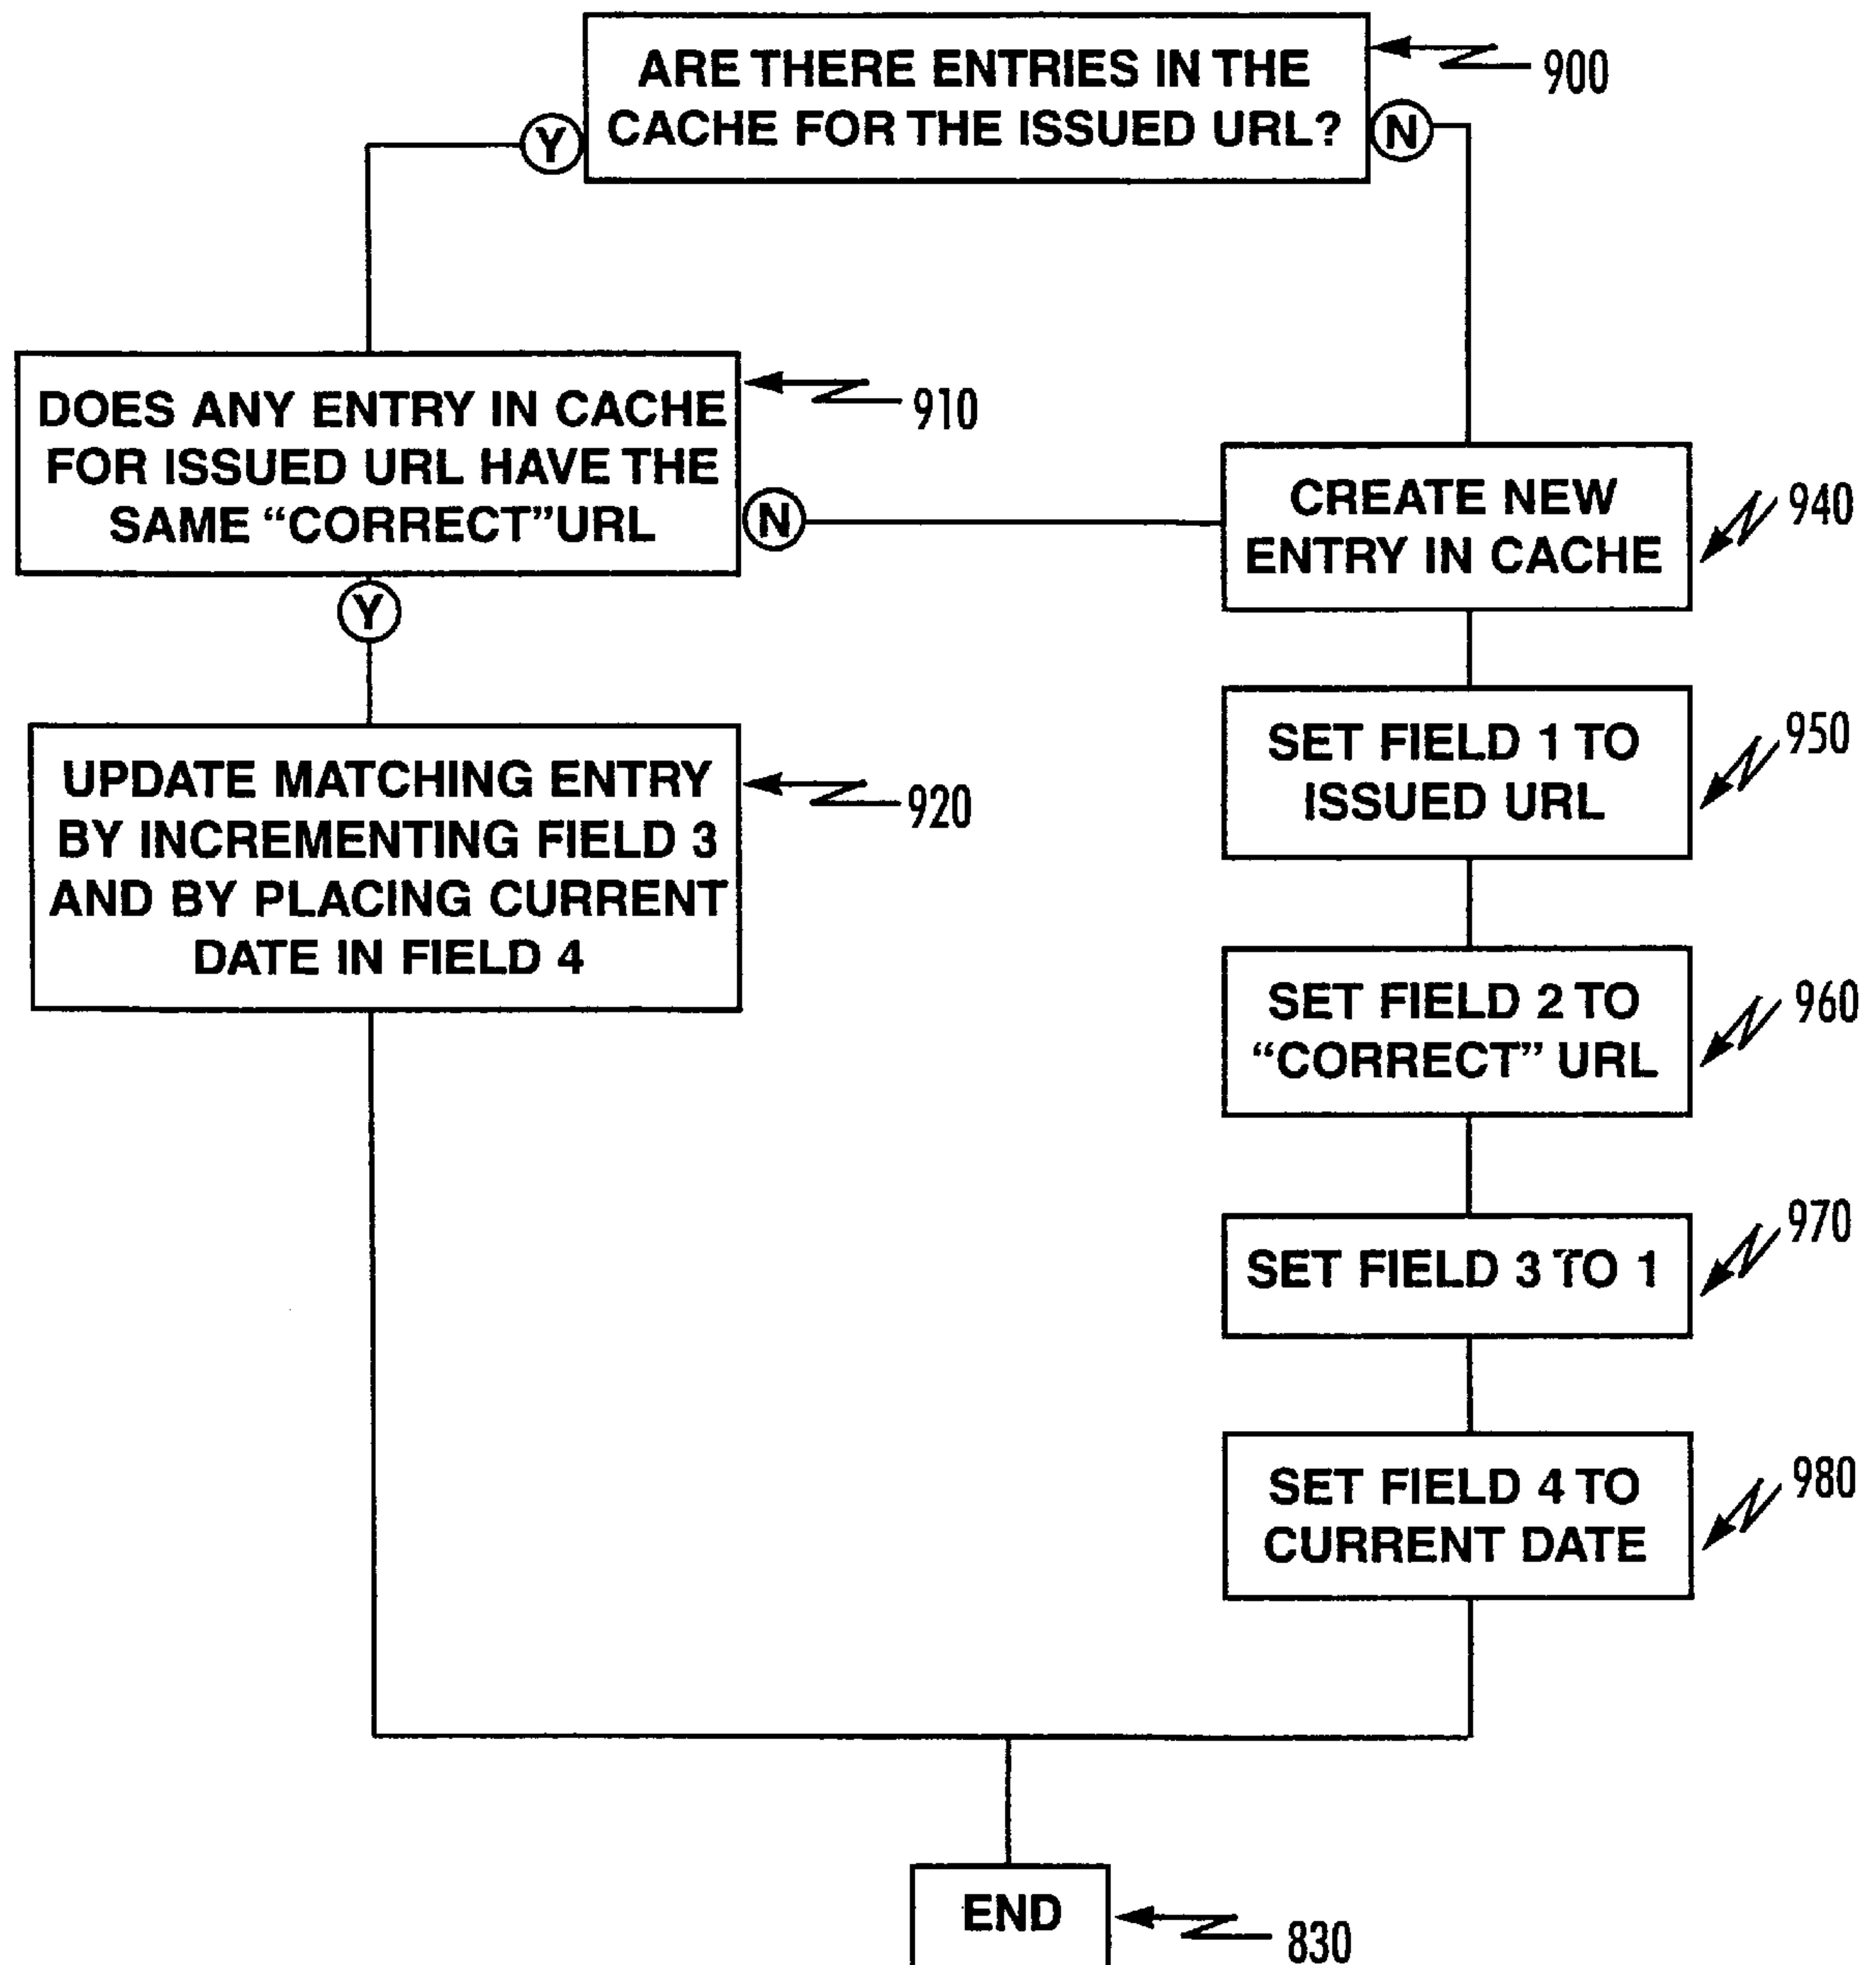 ARE THERE ENTRIES IN THE
CACHE FOR THE ISSUED URL?
900
Y
N
DOES ANY ENTRY IN CACHE
FOR ISSUED URL HAVE THE
SAME “CORRECT”URL
910
N
Y
CREATE NEW
ENTRY IN CACHE
940
UPDATE MATCHING ENTRY
BY INCREMENTING FIELD 3
AND BY PLACING CURRENT
DATE IN FIELD 4
920
SET FIELD 1 TO
ISSUED URL
950
SET FIELD 2 TO
“CORRECT” URL
960
SET FIELD 3 TO 1
970
SET FIELD 4 TO
CURRENT DATE
980
END
830